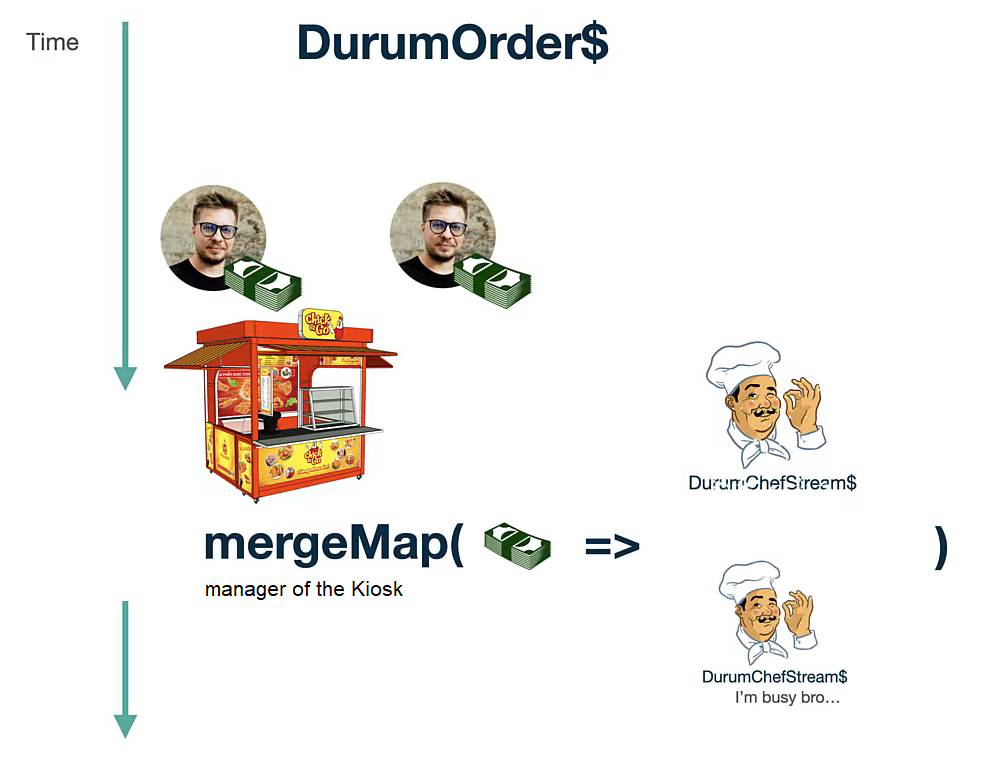 Time
DurumOrder$
Chick
n Go
DurumChefStream$
mergeMap( => )
manager of the Kiosk
DurumChefStream$
I'm busy bro…